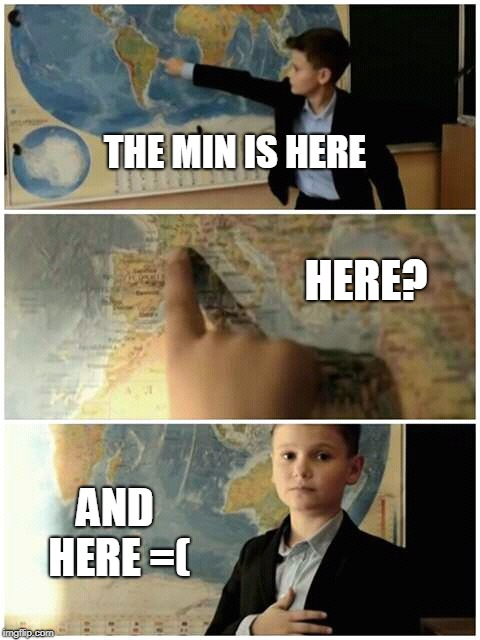 THE MIN IS HERE
HERE?
AND
HERE =(
imgflip.com